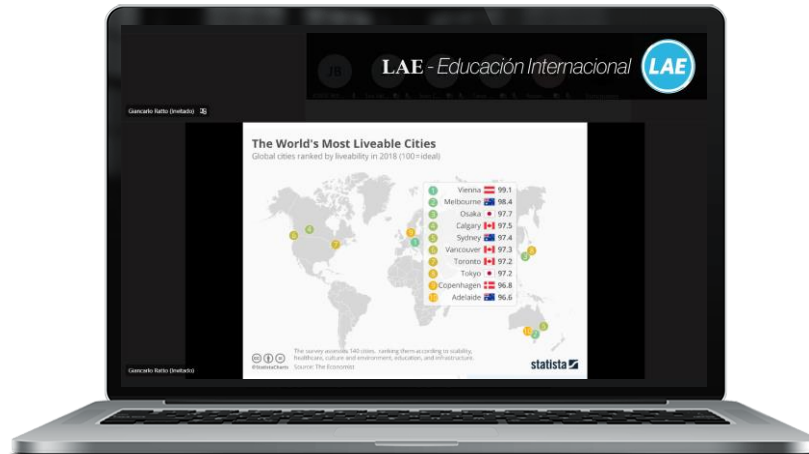 LAE - Educación Internacional
LAE
JB
Giancarlo Ratto (Invitado)
The World's Most Liveable Cities
Global cities ranked by liveability in 2018 (100=ideal)
1 Vienna 99.1
2 Melbourne 98.4
3 Osaka 97.7
4 Calgary 97.5
5 Sydney 97.4
6 Vancouver 97.3
7 Toronto 97.2
8 Tokyo 97.2
9 Copenhagen 96.8
10 Adelaide 96.6
The survey assesses 140 cities, ranking them according to stability,
healthcare, culture and environment, education, and infrastructure.
@StatistaCharts Source: The Economist
statista
Giancarlo Ratto (Invitado)